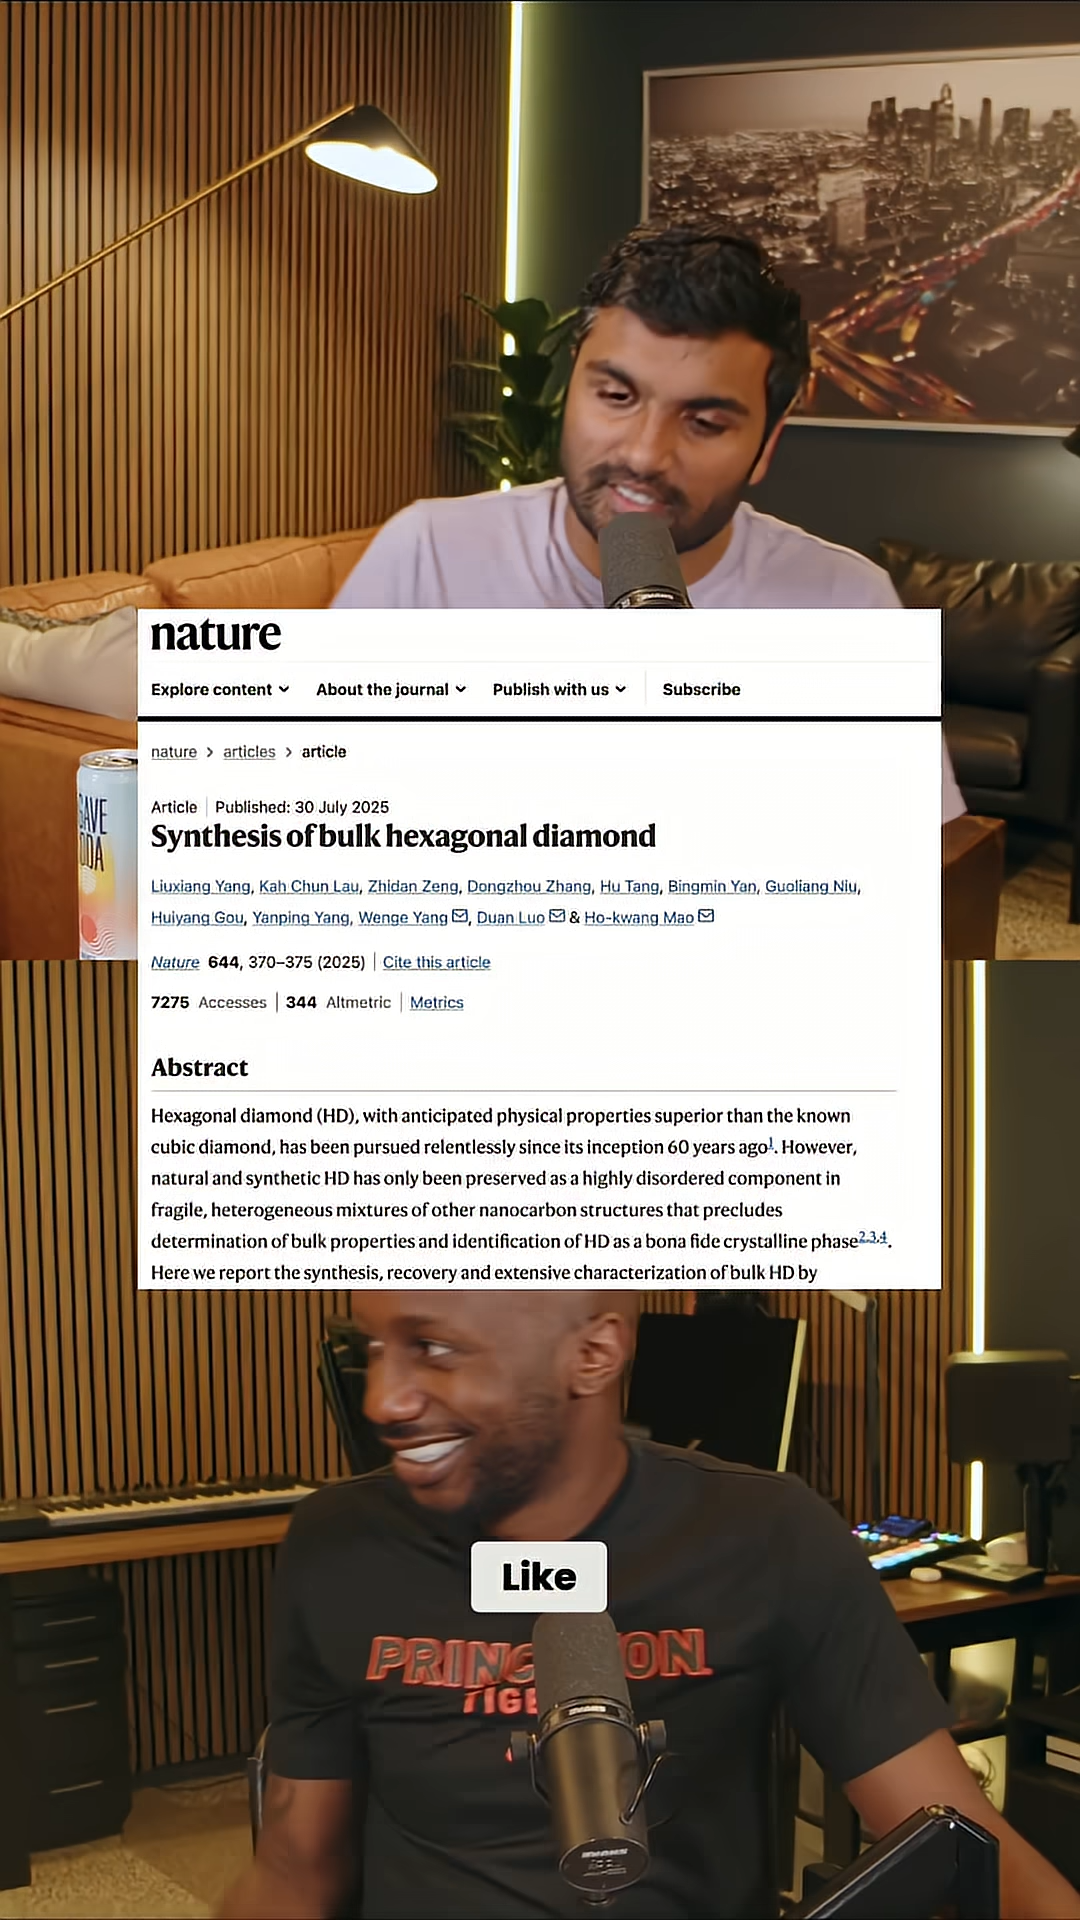 nature
Explore content
About the journal
Publish with us
Subscribe
nature > articles > article
Article | Published: 30 July 2025
Synthesis of bulk hexagonal diamond
Liuxiang Yang, Kah Chun Lau, Zhidan Zeng, Dongzhou Zhang, Hu Tang, Bingmin Yan, Guoliang Niu,
Huiyang Gou, Yanping Yang, Wenge Yang, Duan Luo & Ho-kwang Mao
Nature 644, 370–375 (2025) | Cite this article
7275 Accesses | 344 Altmetric | Metrics
Abstract
Hexagonal diamond (HD), with anticipated physical properties superior than the known
cubic diamond, has been pursued relentlessly since its inception 60 years ago1. However,
natural and synthetic HD has only been preserved as a highly disordered component in
fragile, heterogeneous mixtures of other nanocarbon structures that precludes
determination of bulk properties and identification of HD as a bona fide crystalline phase2,3,4.
Here we report the synthesis, recovery and extensive characterization of bulk HD by
Like